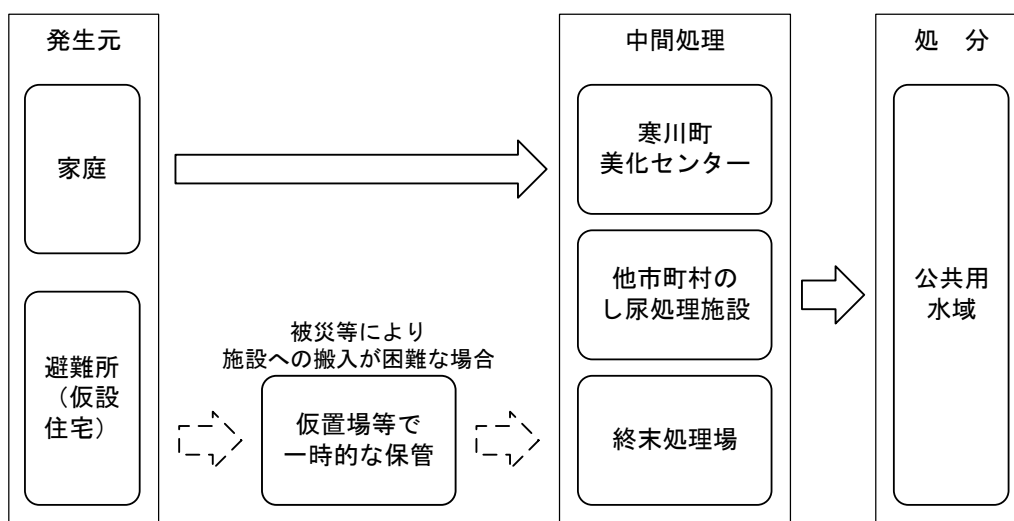 発生元
家庭
避難所
（仮設
住宅）
被災等により
施設への搬入が困難な場合
仮置場等で
一時的な保管
中間処理
寒川町
美化センター
他市町村の
し尿処理施設
終末処理場
処　分
公共用
水域